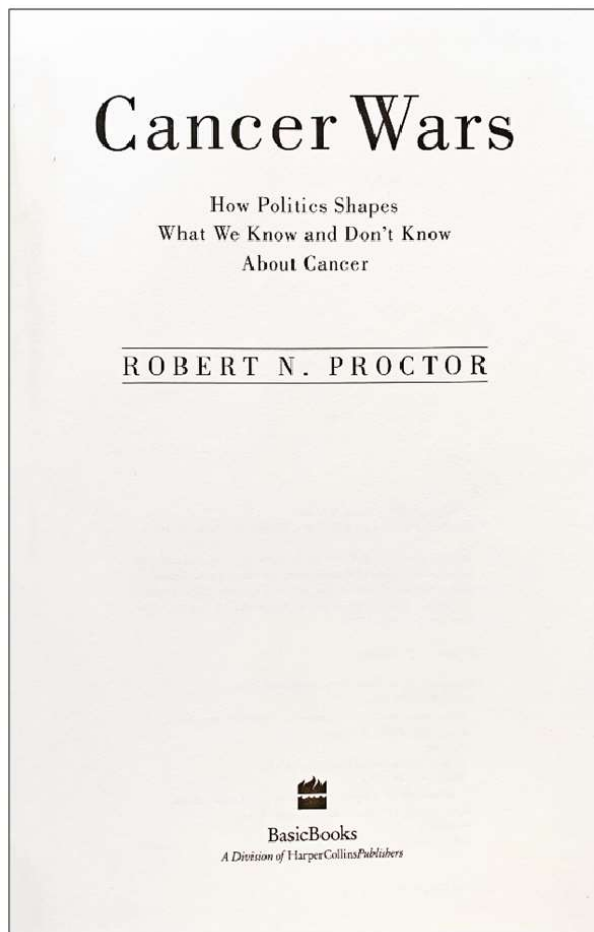 Cancer Wars
How Politics Shapes
What We Know and Don't Know
About Cancer
ROBERT N. PROCTOR
BasicBooks
A Division of HarperCollinsPublishers